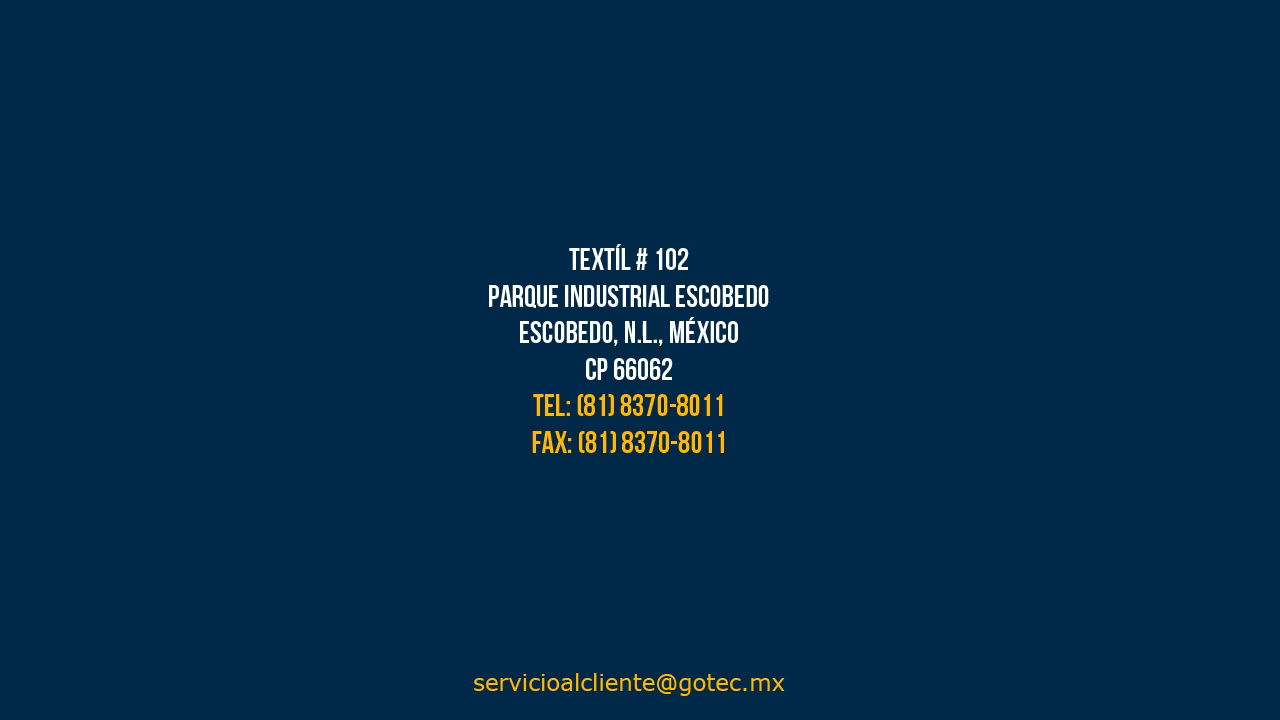 TEXTÍL # 102
PARQUE INDUSTRIAL ESCOBEDO
ESCOBEDO, N.L., MÉXICO
CP 66062
TEL: (81) 8370-8011
FAX: (81) 8370-8011
servicioalcliente@gotec.mx